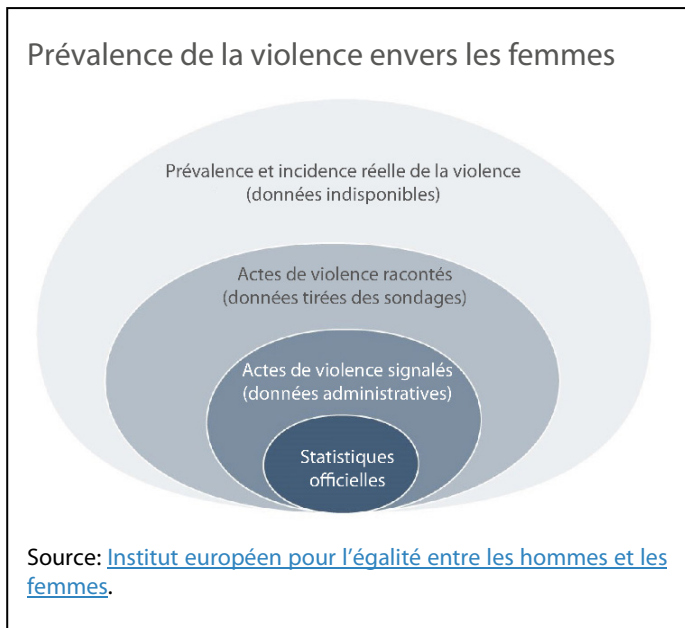 Prévalence de la violence envers les femmes
Prévalence et incidence réelle de la violence
(données indisponibles)
Actes de violence racontés
(données tirées des sondages)
Actes de violence signalés
(données administratives)
Statistiques
officielles
Source: Institut européen pour l'égalité entre les hommes et les
femmes.